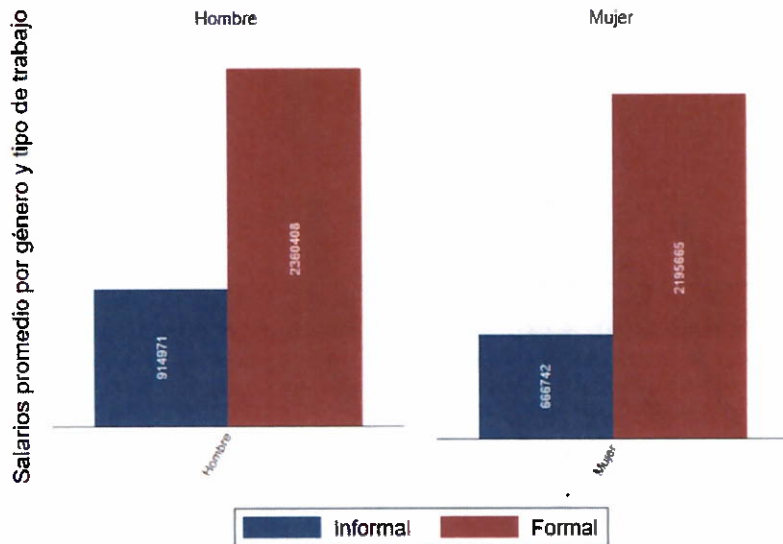 Salarios promedio por género y tipo de trabajo
Hombre
Mujer
914971
2360408
666742
2195665
Hombre
Mujer
Informal
Formal